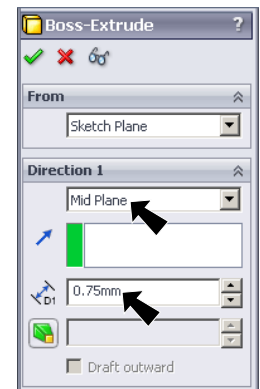 Boss-Extrude ?
From
Sketch Plane
Direction 1
Mid Plane
D1 0.75mm
Draft outward